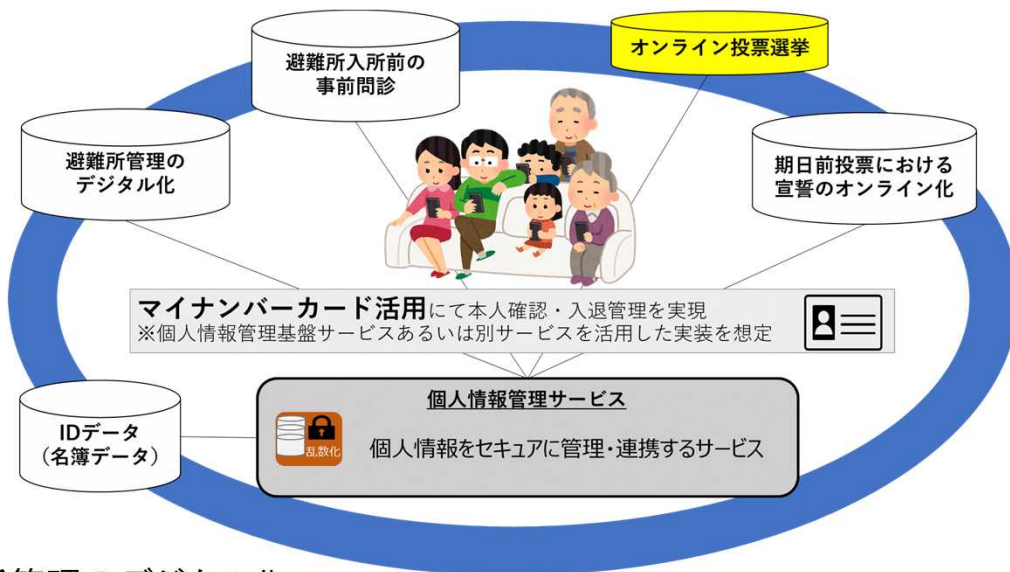 避難所入所前の
事前問診
オンライン投票選挙
避難所管理の
デジタル化
期日前投票における
宣誓のオンライン化
マイナンバーカード活用にて本人確認・入退管理を実現
※個人情報管理基盤サービスあるいは別サービスを活用した実装を想定
個人情報管理サービス
乱数化
個人情報をセキュアに管理・連携するサービス
IDデータ
（名簿データ）